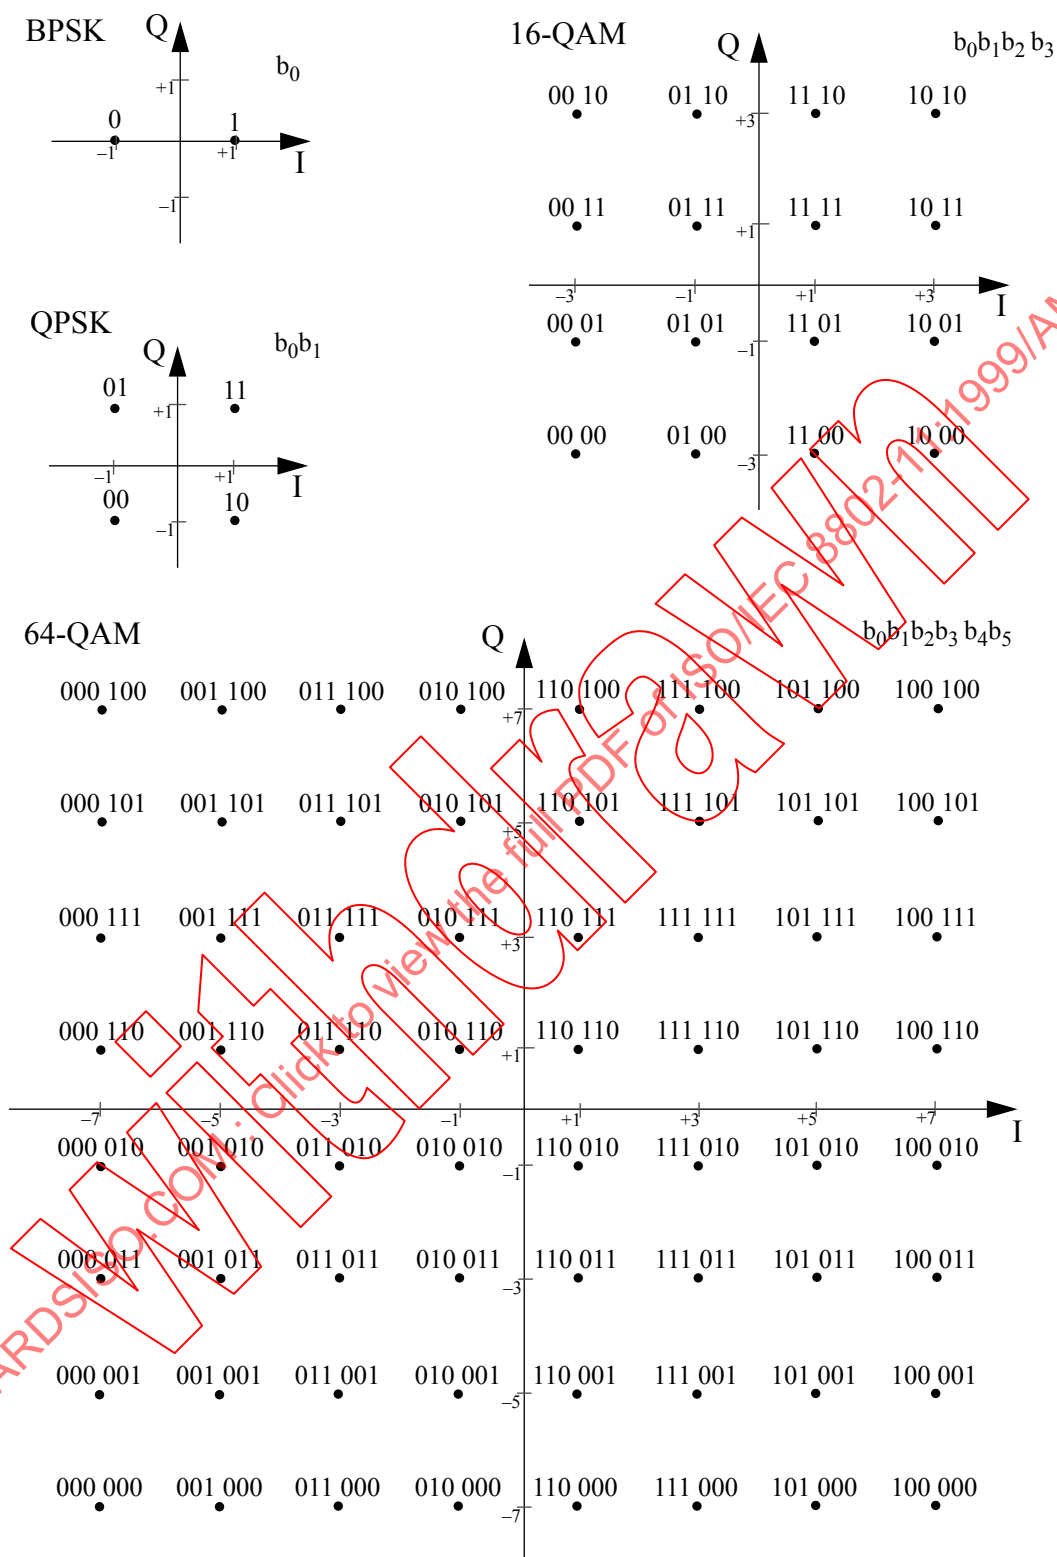 BPSK
Q
b0
+1
0 1
−1 +1
I
−1
QPSK
Q
b0b1
01 11
+1
−1 +1
I
00 10
−1
16-QAM
Q
b0b1b2 b3
00 10 01 10 11 10 10 10
+3
00 11 01 11 11 11 10 11
+1
−3 −1 +1 +3
I
00 01 01 01 11 01 10 01
−1
00 00 01 00 11 00 10 00
−3
64-QAM
Q
b0b1b2b3 b4b5
000 100 001 100 011 100 010 100 110 100 111 100 101 100 100 100
+7
000 101 001 101 011 101 010 101 110 101 111 101 101 101 100 101
+5
000 111 001 111 011 111 010 111 110 111 111 111 101 111 100 111
+3
000 110 001 110 011 110 010 110 110 110 111 110 101 110 100 110
+1
−7 −5 −3 −1 +1 +3 +5 +7
I
000 010 001 010 011 010 010 010 110 010 111 010 101 010 100 010
−1
000 011 001 011 011 011 010 011 110 011 111 011 101 011 100 011
−3
000 001 001 001 011 001 010 001 110 001 111 001 101 001 100 001
−5
000 000 001 000 011 000 010 000 110 000 111 000 101 000 100 000
−7
ARDSISO.COM : Click to view the full PDF of ISO/IEC 8802-11:1999/AM
Withdrawn